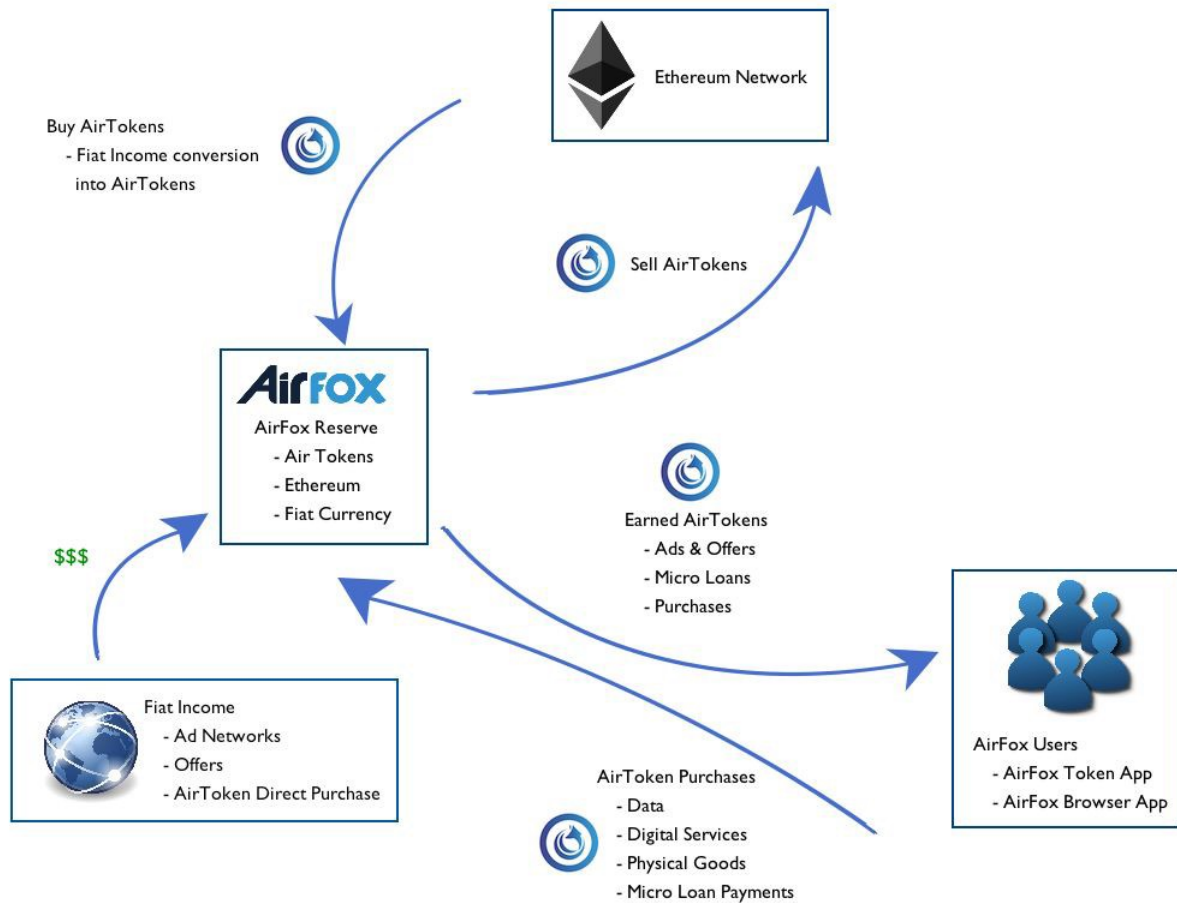 Ethereum Network
Buy AirTokens
- Fiat Income conversion
into AirTokens
Sell AirTokens
AirFOX
AirFox Reserve
- Air Tokens
- Ethereum
- Fiat Currency
Earned AirTokens
- Ads & Offers
- Micro Loans
- Purchases
$$$
Fiat Income
- Ad Networks
- Offers
- AirToken Direct Purchase
AirFox Users
- AirFox Token App
- AirFox Browser App
AirToken Purchases
- Data
- Digital Services
- Physical Goods
- Micro Loan Payments